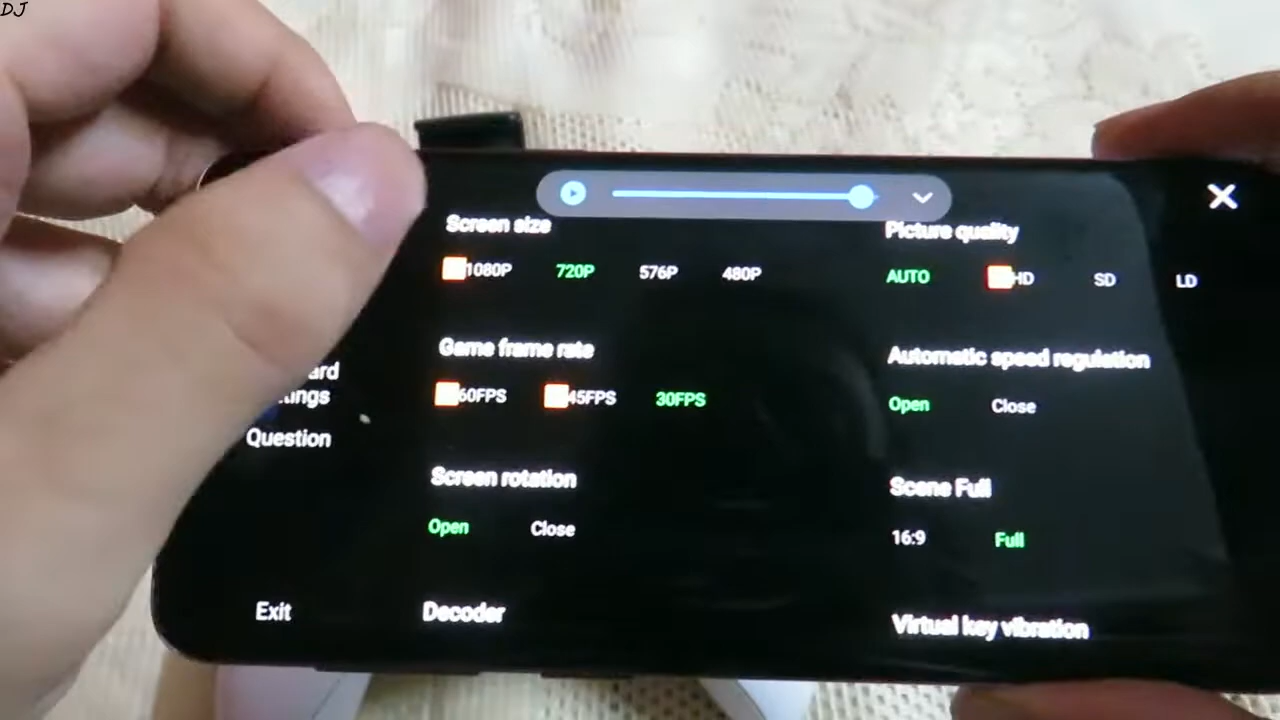 DJ
Screen size
1080P 720P 576P 480P
Picture quality
AUTO HD SD LD
Game frame rate
60FPS 45FPS 30FPS
Automatic speed regulation
Open Close
Question
Screen rotation
Open Close
Scene Full
16:9 Full
Exit
Decoder
Virtual key vibration